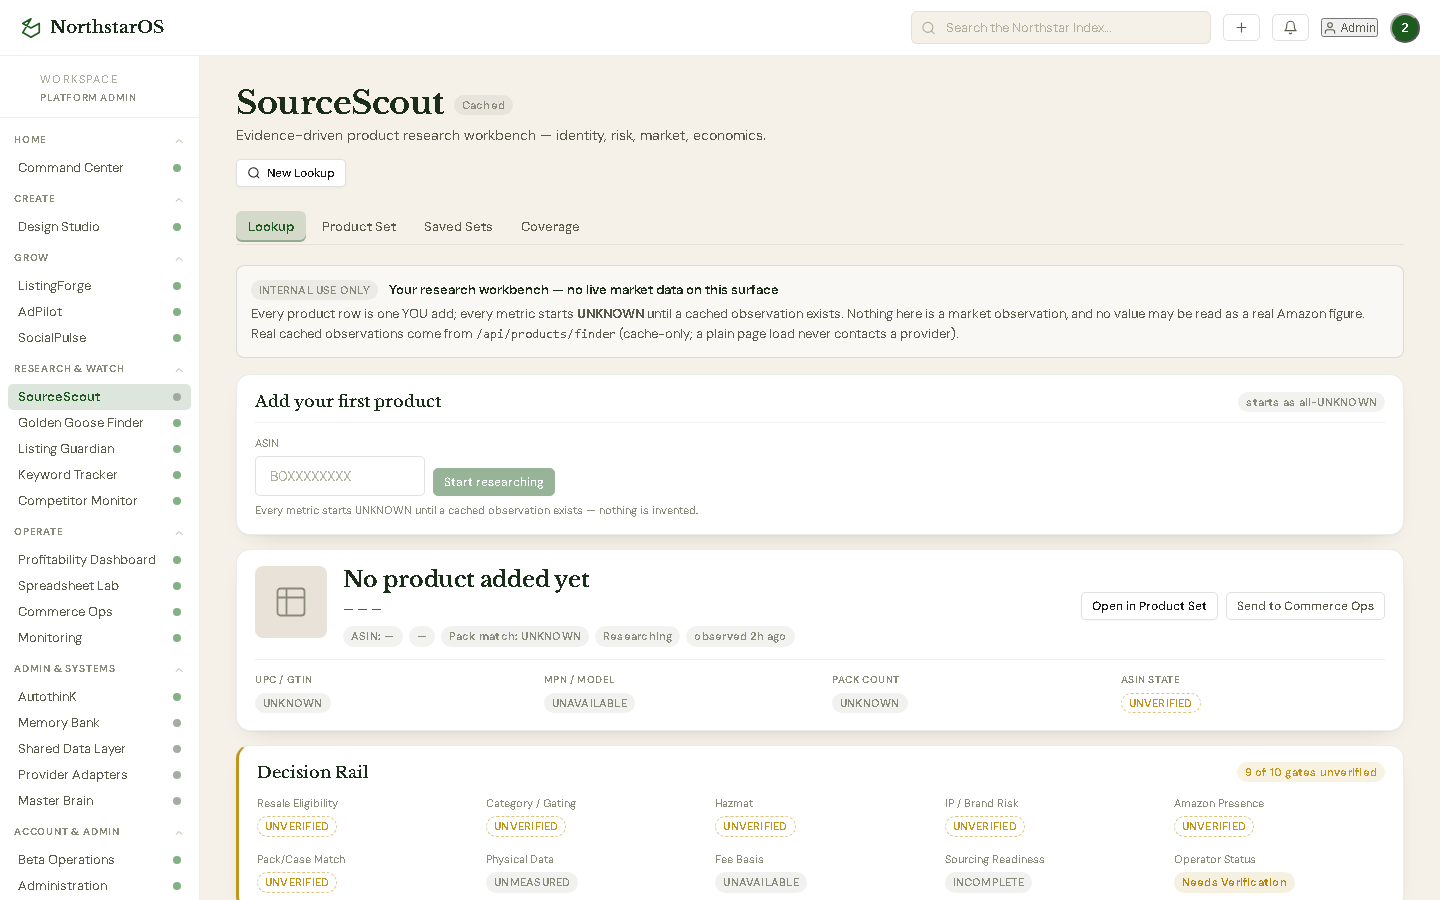 NorthstarOS
Search the Northstar Index...
Admin
2
WORKSPACE
PLATFORM ADMIN
HOME
Command Center
CREATE
Design Studio
GROW
ListingForge
AdPilot
SocialPulse
RESEARCH & WATCH
SourceScout
Golden Goose Finder
Listing Guardian
Keyword Tracker
Competitor Monitor
OPERATE
Profitability Dashboard
Spreadsheet Lab
Commerce Ops
Monitoring
ADMIN & SYSTEMS
AutothinK
Memory Bank
Shared Data Layer
Provider Adapters
Master Brain
ACCOUNT & ADMIN
Beta Operations
Administration
SourceScout Cached
Evidence-driven product research workbench — identity, risk, market, economics.
New Lookup
Lookup Product Set Saved Sets Coverage
INTERNAL USE ONLY Your research workbench — no live market data on this surface
Every product row is one YOU add; every metric starts UNKNOWN until a cached observation exists. Nothing here is a market observation, and no value may be read as a real Amazon figure.
Real cached observations come from /api/products/finder (cache-only; a plain page load never contacts a provider).
Add your first product starts as all-UNKNOWN
ASIN
B0XXXXXXXX Start researching
Every metric starts UNKNOWN until a cached observation exists — nothing is invented.
No product added yet
— — —
Open in Product Set Send to Commerce Ops
ASIN: — — Pack match: UNKNOWN Researching observed 2h ago
UPC / GTIN MPN / MODEL PACK COUNT ASIN STATE
UNKNOWN UNAVAILABLE UNKNOWN UNVERIFIED
Decision Rail 9 of 10 gates unverified
Resale Eligibility Category / Gating Hazmat IP / Brand Risk Amazon Presence
UNVERIFIED UNVERIFIED UNVERIFIED UNVERIFIED UNVERIFIED
Pack/Case Match Physical Data Fee Basis Sourcing Readiness Operator Status
UNVERIFIED UNMEASURED UNAVAILABLE INCOMPLETE Needs Verification